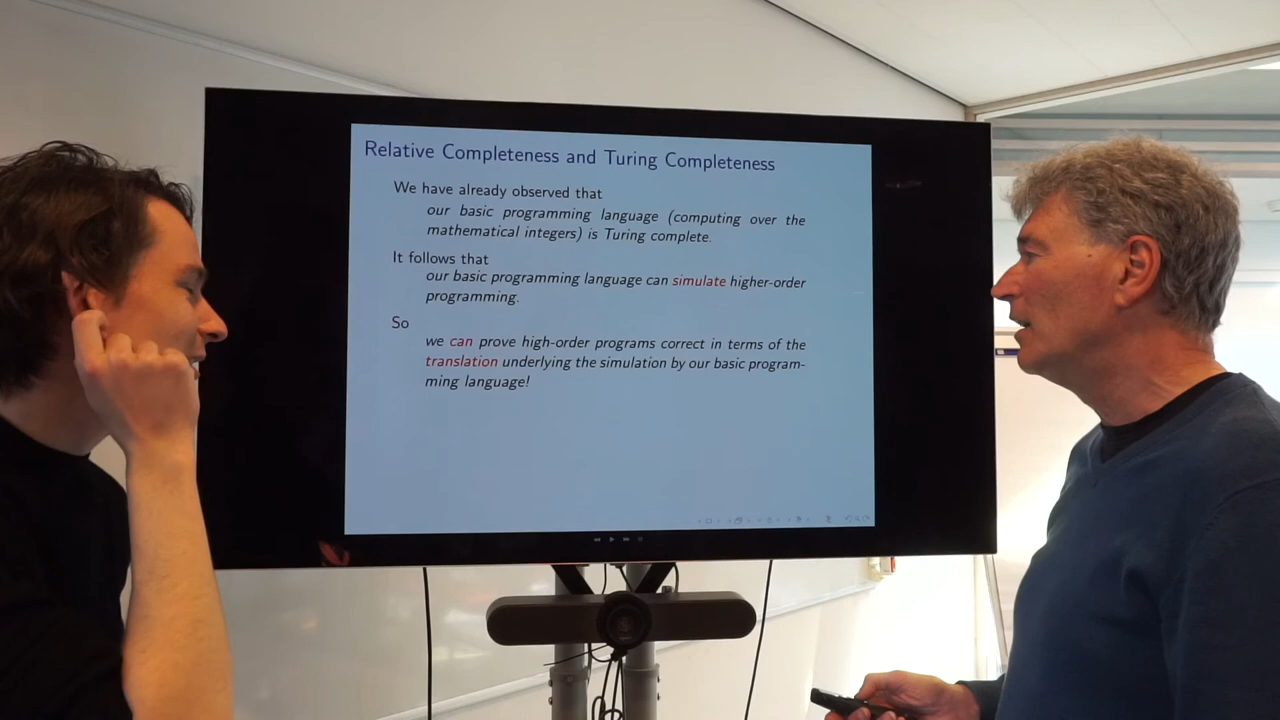 Relative Completeness and Turing Completeness
We have already observed that
our basic programming language (computing over the
mathematical integers) is Turing complete.
It follows that
our basic programming language can simulate higher-order
programming.
So
we can prove high-order programs correct in terms of the
translation underlying the simulation by our basic program-
ming language!